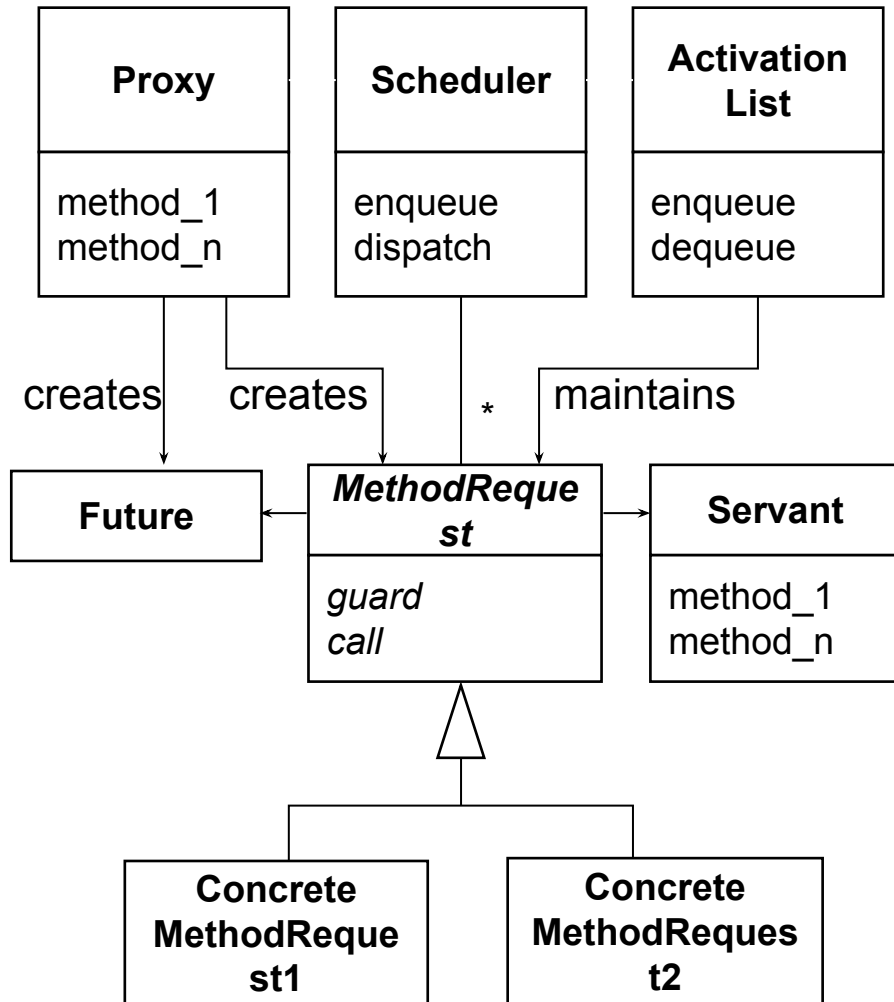 Proxy
method_1
method_n
Scheduler
enqueue
dispatch
Activation
List
enqueue
dequeue
creates
creates
*
maintains
Future
MethodReque
st
guard
call
Servant
method_1
method_n
Concrete
MethodReque
st1
Concrete
MethodReques
t2